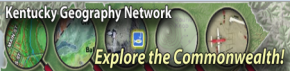 Kentucky Geography Network
Explore the Commonwealth!